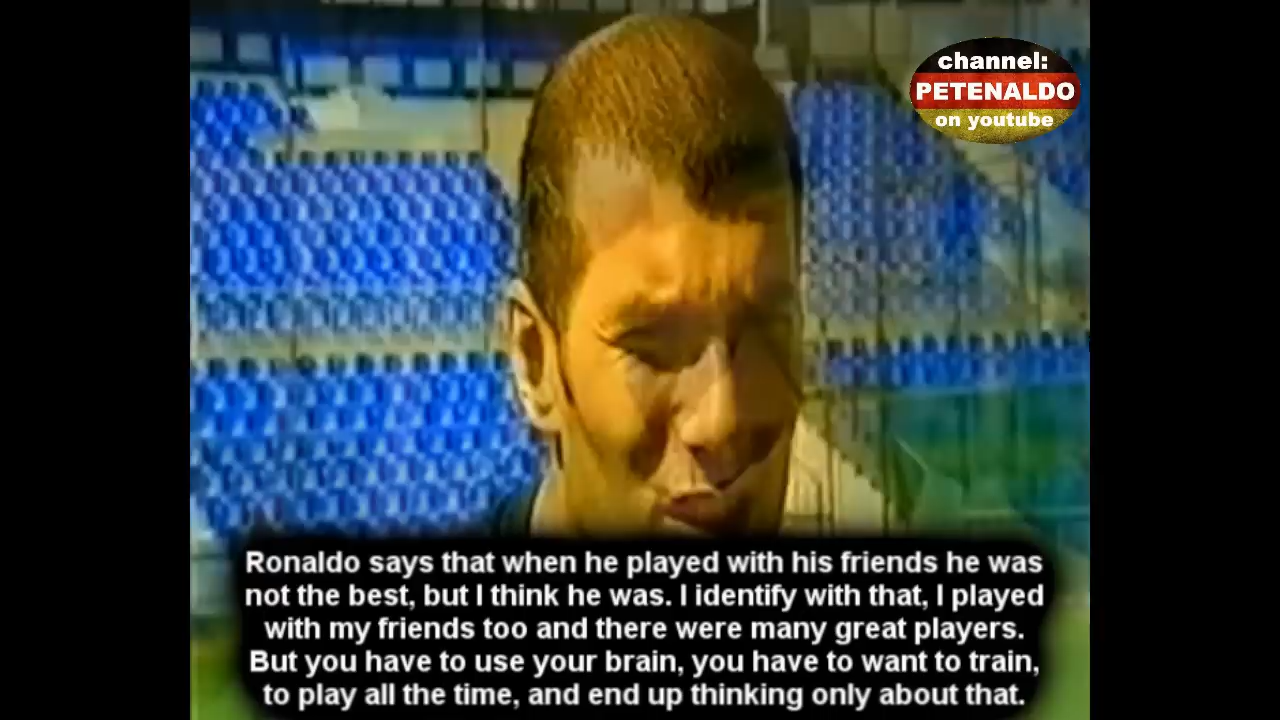 channel:
PETENALDO
on youtube
Ronaldo says that when he played with his friends he was
not the best, but I think he was. I identify with that, I played
with my friends too and there were many great players.
But you have to use your brain, you have to want to train,
to play all the time, and end up thinking only about that.